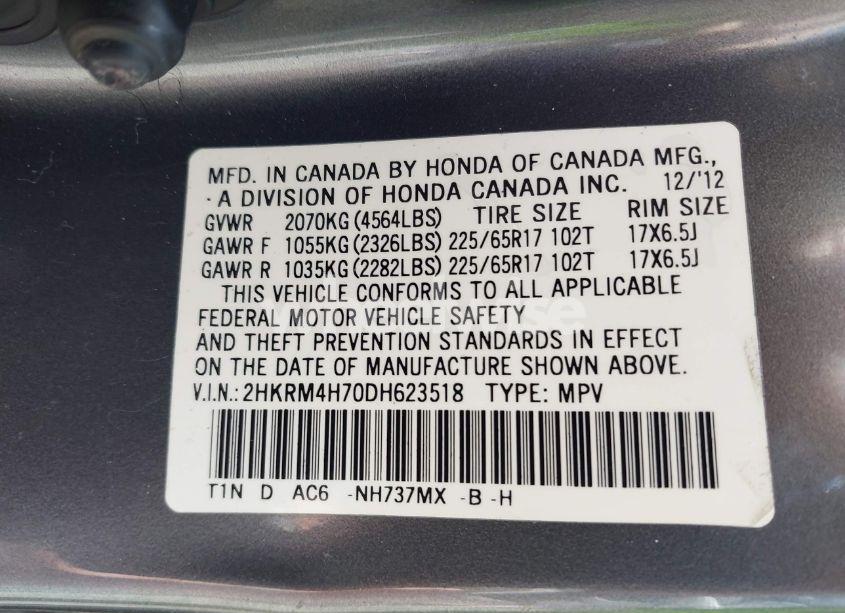 MFD. IN CANADA BY HONDA OF CANADA MFG.,
A DIVISION OF HONDA CANADA INC. 12/'12
GVWR 2070KG (4564LBS) TIRE SIZE RIM SIZE
GAWR F 1055KG (2326LBS) 225/65R17 102T 17X6.5J
GAWR R 1035KG (2282LBS) 225/65R17 102T 17X6.5J
THIS VEHICLE CONFORMS TO ALL APPLICABLE
FEDERAL MOTOR VEHICLE SAFETY
AND THEFT PREVENTION STANDARDS IN EFFECT
ON THE DATE OF MANUFACTURE SHOWN ABOVE.
V.I.N.: 2HKRM4H70DH623518 TYPE: MPV
T1N D AC6 -NH737MX -B -H